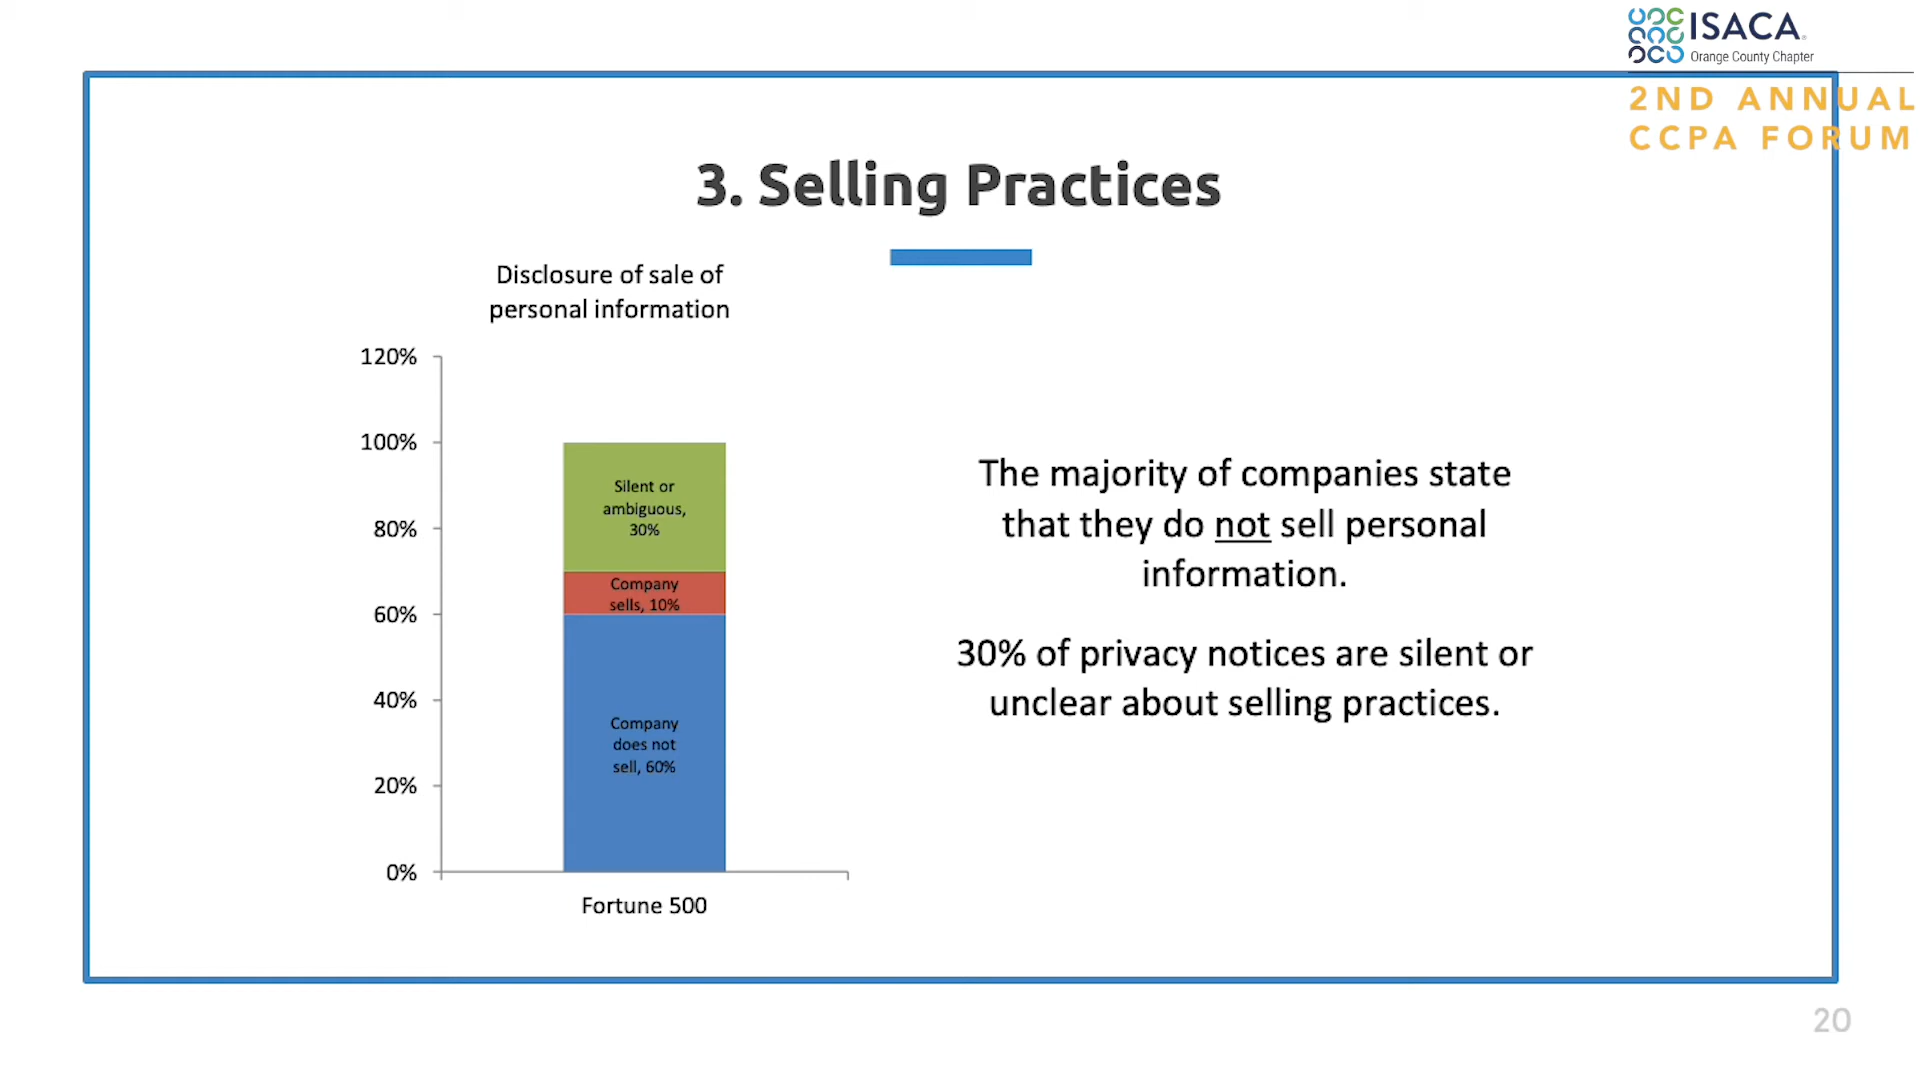 ISACA
Orange County Chapter
2ND ANNUAL
CCPA FORUM
3. Selling Practices
Disclosure of sale of
personal information
120%
100%
80%
60%
40%
20%
0%
Silent or
ambiguous,
30%
Company
sells, 10%
Company
does not
sell, 60%
Fortune 500
The majority of companies state
that they do not sell personal
information.
30% of privacy notices are silent or
unclear about selling practices.
20